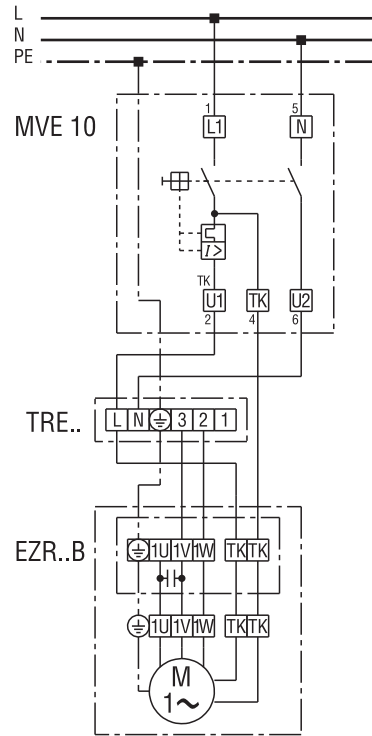 L
N
PE
MVE 10
1 5
L1 N
I>
TK
U1 TK U2
2 4 6
TRE..
L N 3 2 1
EZR..B
1U 1V 1W TK TK
1U 1V 1W TK TK
M
1~